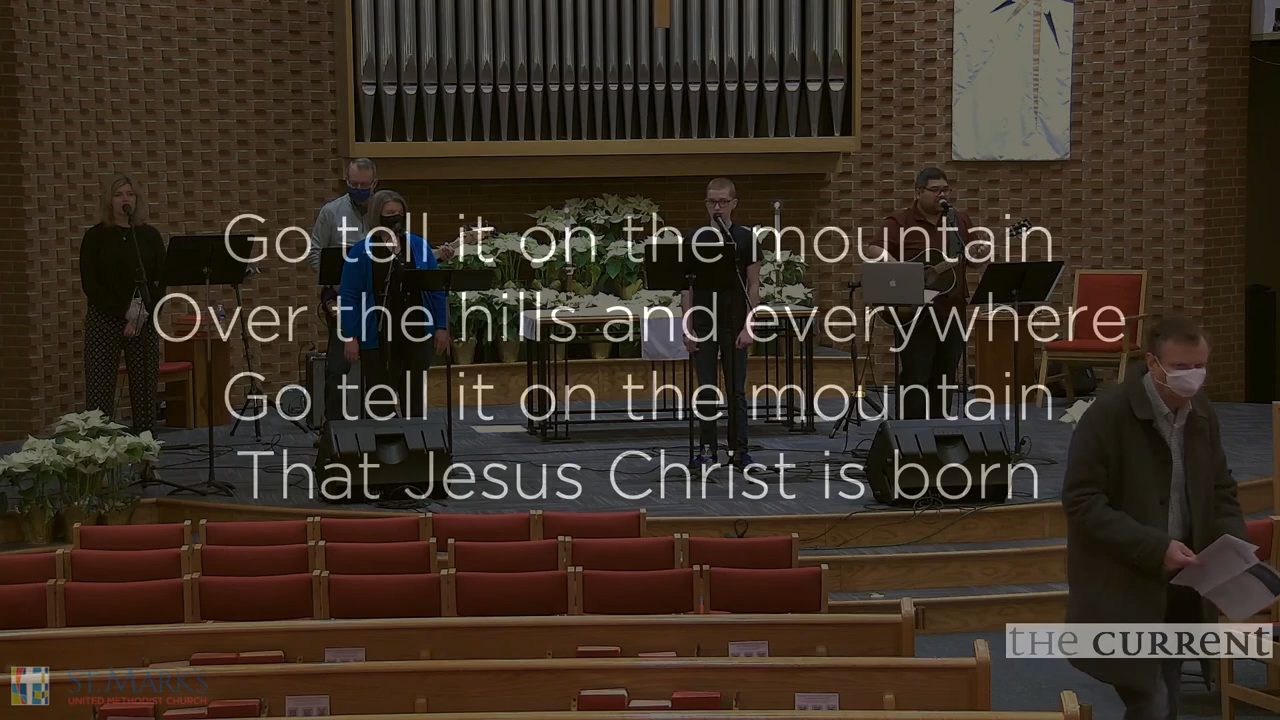 Go tell it on the mountain
Over the hills and everywhere
Go tell it on the mountain
That Jesus Christ is born
the CURRENT
ST. MARK'S
UNITED METHODIST CHURCH